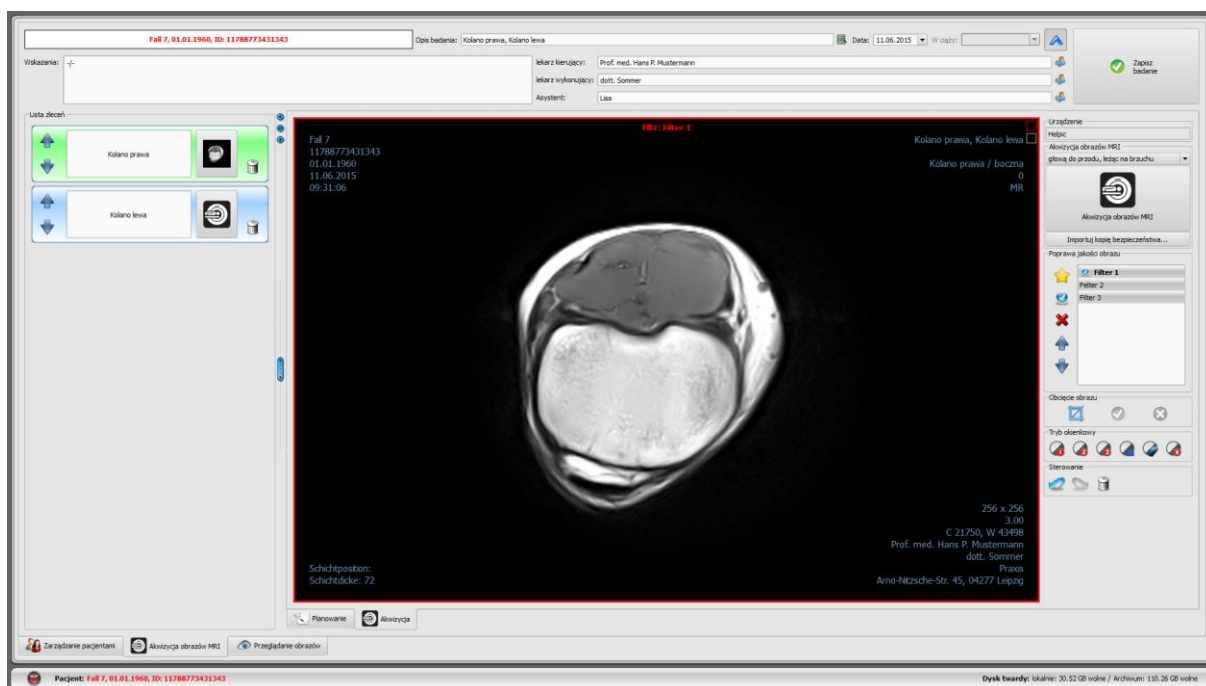 Fall 7, 01.01.1960, ID: 11788773431343
Opis badania: Kolano prawa, Kolano lewa
Data: 11.06.2015
W ciąży:
Wskazania: -/-
lekarz kierujący: Prof. med. Hans P. Mustermann
lekarz wykonujący: dott. Sommer
Asystent: Lisa
Zapisz
badanie
Lista zleceń
Kolano prawa
Kolano lewa
Filtr: Filter 1
Fall 7
11788773431343
01.01.1960
11.06.2015
09:31:06
Kolano prawa, Kolano lewa
Kolano prawa / boczna
0
MR
256 x 256
3.00
C 21750, W 43498
Prof. med. Hans P. Mustermann
dott. Sommer
Praxis
Arno-Nitzsche-Str. 45, 04277 Leipzig
Schichtposition:
Schichtdicke: 72
Urządzenie
Helpic
Akwizycja obrazów MRI
głową do przodu, leżąc na brzuchu
Akwizycja obrazów MRI
Importuj kopię bezpieczeństwa...
Poprawa jakości obrazu
Filter 1
Felter 2
Filter 3
Obcięcie obrazu
Tryb okienkowy
Sterowanie
Planowanie
Akwizycja
Zarządzanie pacjentami
Akwizycja obrazów MRI
Przeglądanie obrazów
Pacjent: Fall 7, 01.01.1960, ID: 11788773431343
Dysk twardy: lokalnie: 30.52 GB wolne / Archiwum: 110.26 GB wolne